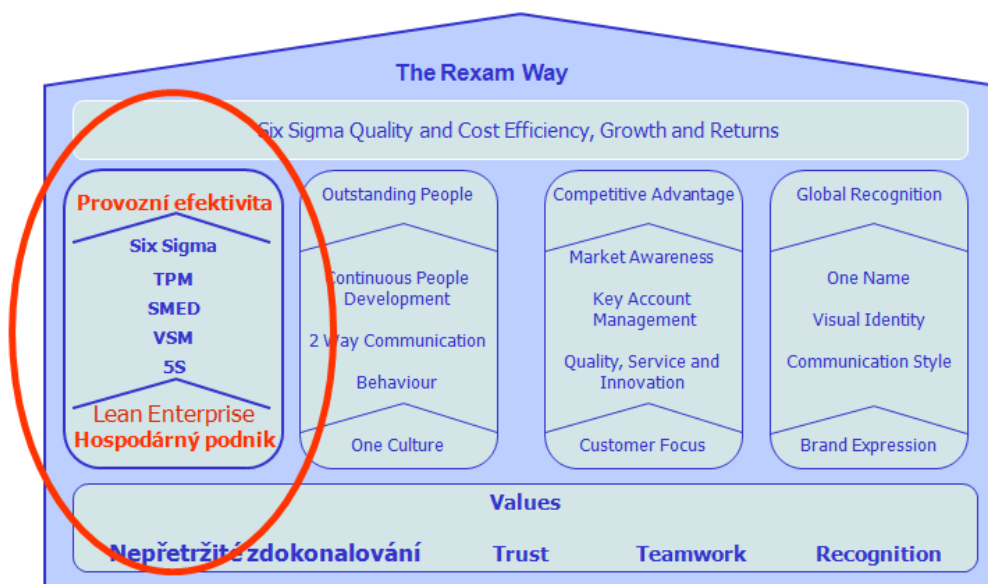 The Rexam Way
Six Sigma Quality and Cost Efficiency, Growth and Returns
Provozní efektivita
Six Sigma
TPM
SMED
VSM
5S
Lean Enterprise
Hospodárný podnik
Outstanding People
Continuous People
Development
2 Way Communication
Behaviour
One Culture
Competitive Advantage
Market Awareness
Key Account
Management
Quality, Service and
Innovation
Customer Focus
Global Recognition
One Name
Visual Identity
Communication Style
Brand Expression
Values
Nepřetržité zdokonalování Trust Teamwork Recognition